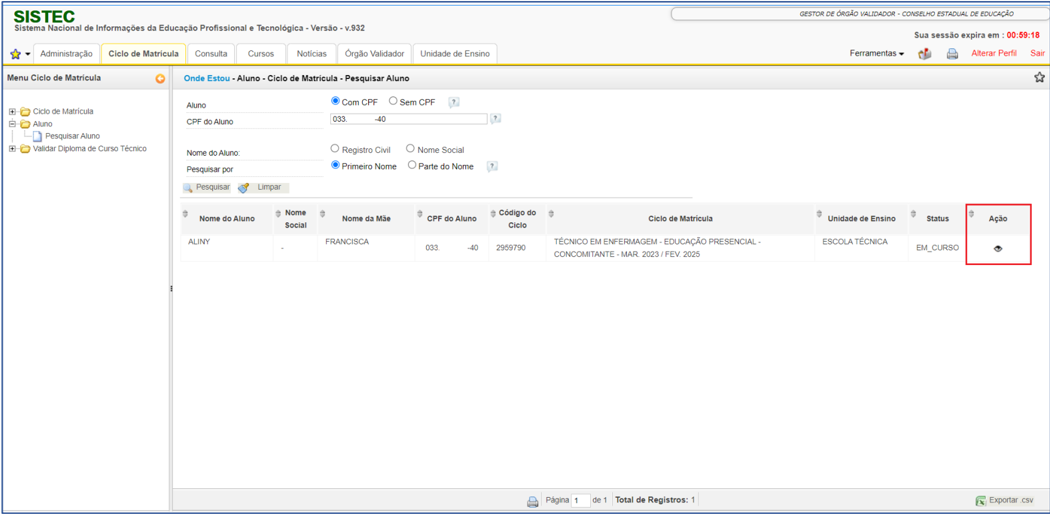 SISTEC
Sistema Nacional de Informações da Educação Profissional e Tecnológica - Versão - v.932
GESTOR DE ÓRGÃO VALIDADOR - CONSELHO ESTADUAL DE EDUCAÇÃO
Sua sessão expira em : 00:59:18
Administração Ciclo de Matrícula Consulta Cursos Notícias Órgão Validador Unidade de Ensino Ferramentas Alterar Perfil Sair
Menu Ciclo de Matrícula
Onde Estou - Aluno - Ciclo de Matrícula - Pesquisar Aluno
Ciclo de Matrícula
Aluno
Pesquisar Aluno
Validar Diploma de Curso Técnico
Aluno Com CPF Sem CPF ?
CPF do Aluno 033. -40 ?
Nome do Aluno: Registro Civil Nome Social
Pesquisar por Primeiro Nome Parte do Nome ?
Pesquisar Limpar
Nome do Aluno Nome Social Nome da Mãe CPF do Aluno Código do Ciclo Ciclo de Matrícula Unidade de Ensino Status Ação
ALINY - FRANCISCA 033 -40 2959790 TÉCNICO EM ENFERMAGEM - EDUCAÇÃO PRESENCIAL - ESCOLA TÉCNICA EM_CURSO
CONCOMITANTE - MAR. 2023 / FEV. 2025
Página 1 de 1 Total de Registros: 1 Exportar .csv